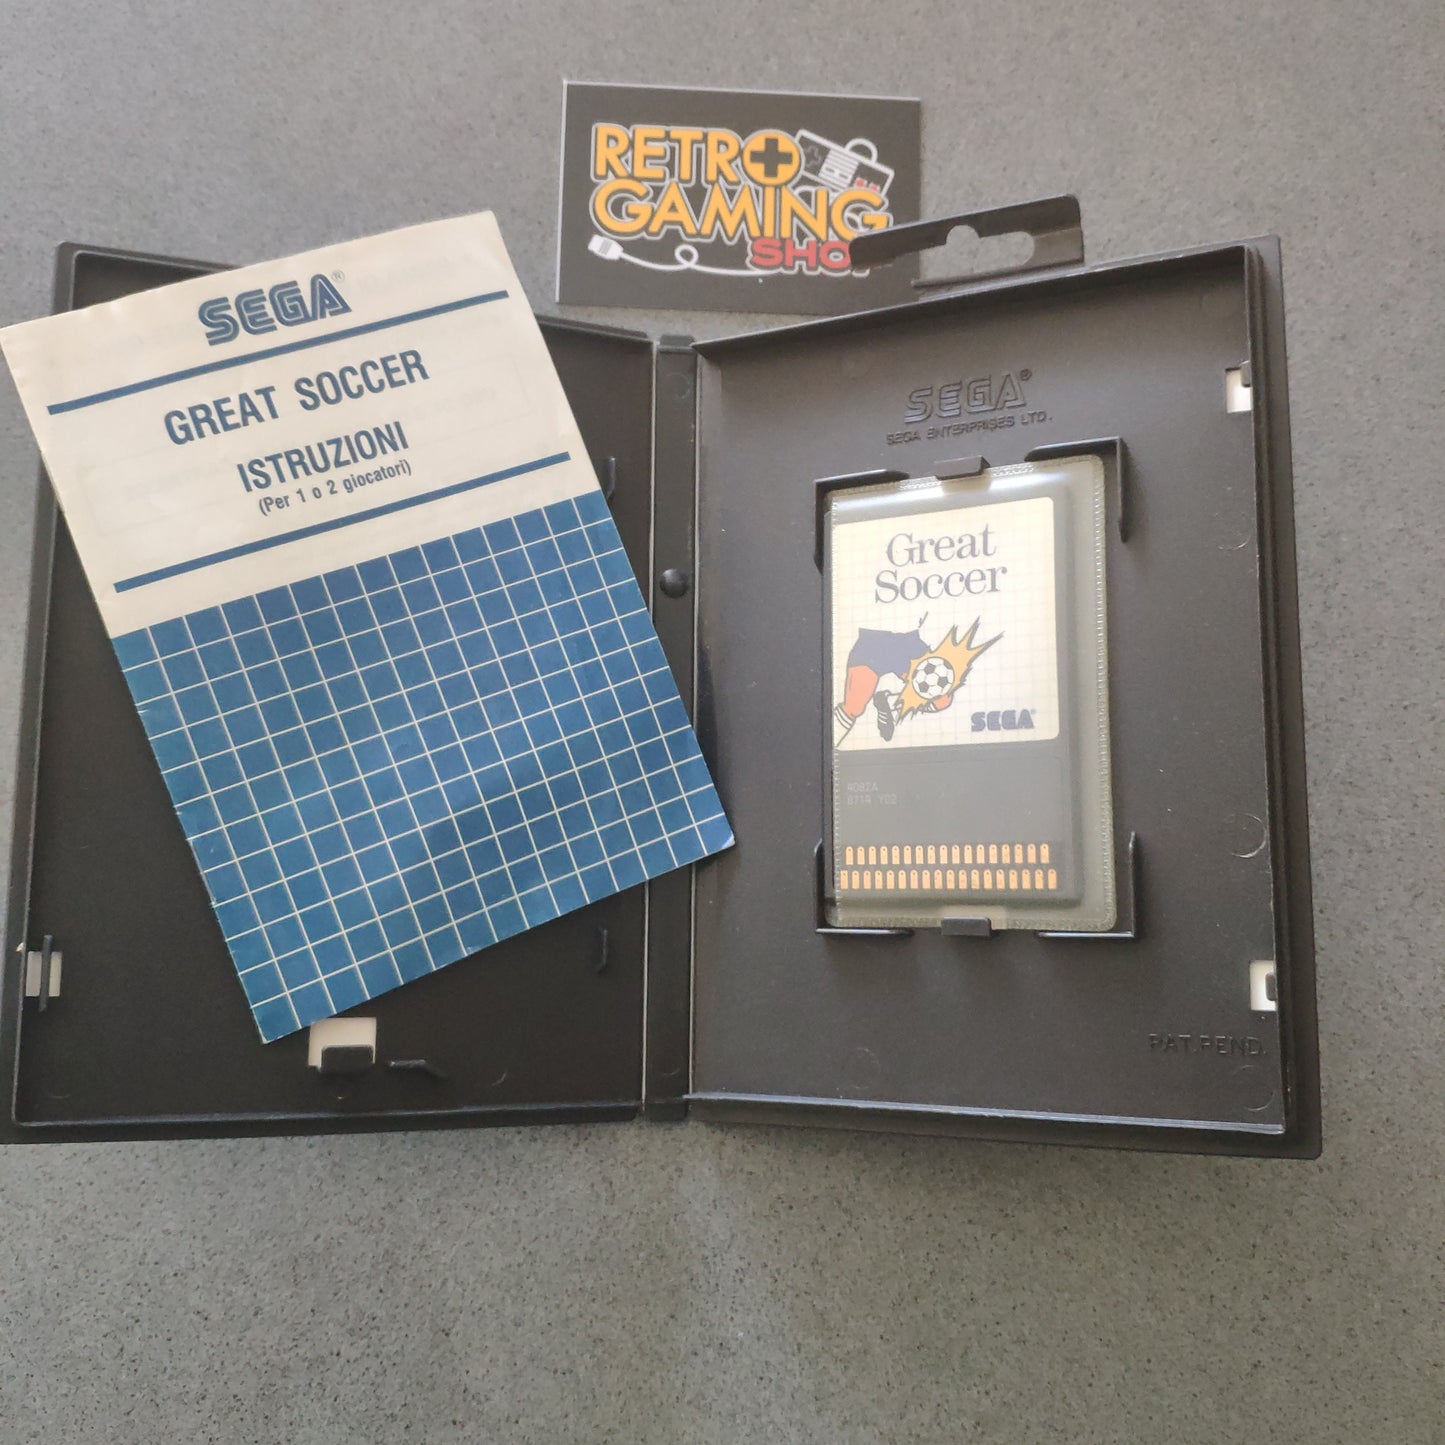 RETRO
GAMING
SHO
SEGA®
GREAT SOCCER
ISTRUZIONI
(Per 1 o 2 giocatori)
SEGA®
SEGA ENTERPRISES LTD.
Great
Soccer
SEGA®
PAT.PEND.